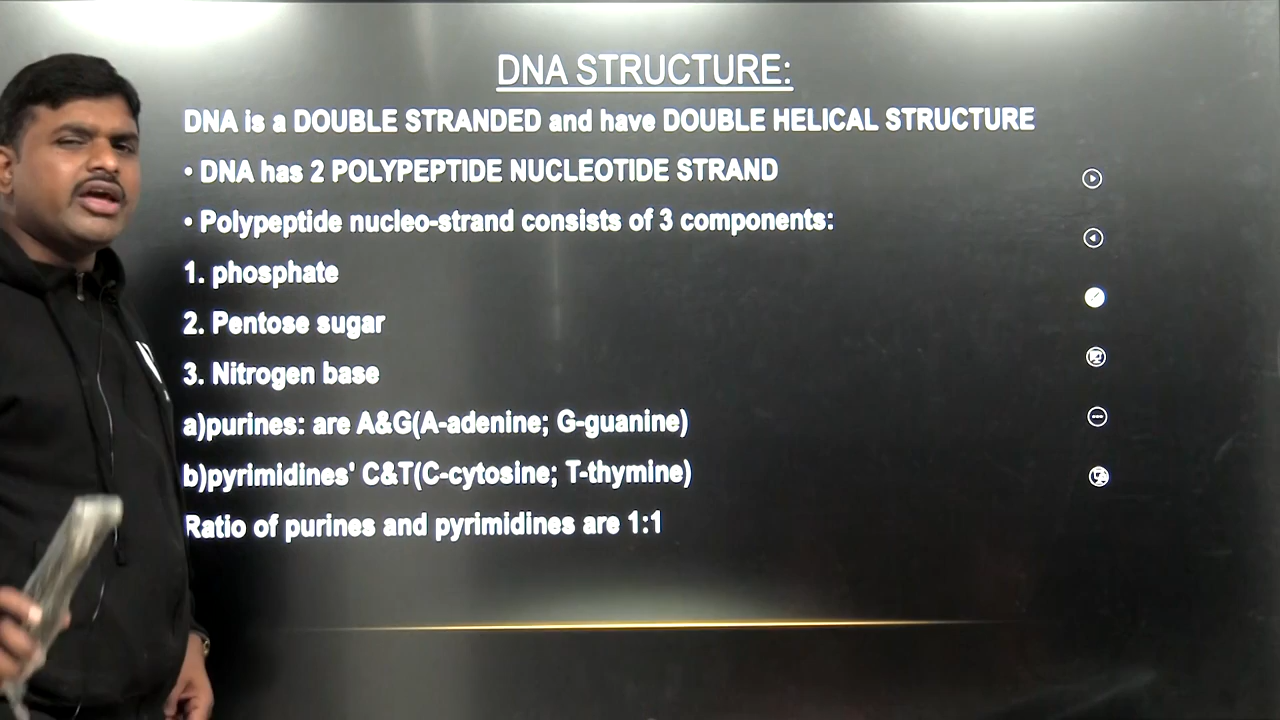 DNA STRUCTURE:
DNA is a DOUBLE STRANDED and have DOUBLE HELICAL STRUCTURE
• DNA has 2 POLYPEPTIDE NUCLEOTIDE STRAND
• Polypeptide nucleo-strand consists of 3 components:
1. phosphate
2. Pentose sugar
3. Nitrogen base
a)purines: are A&G(A-adenine; G-guanine)
b)pyrimidines' C&T(C-cytosine; T-thymine)
Ratio of purines and pyrimidines are 1:1